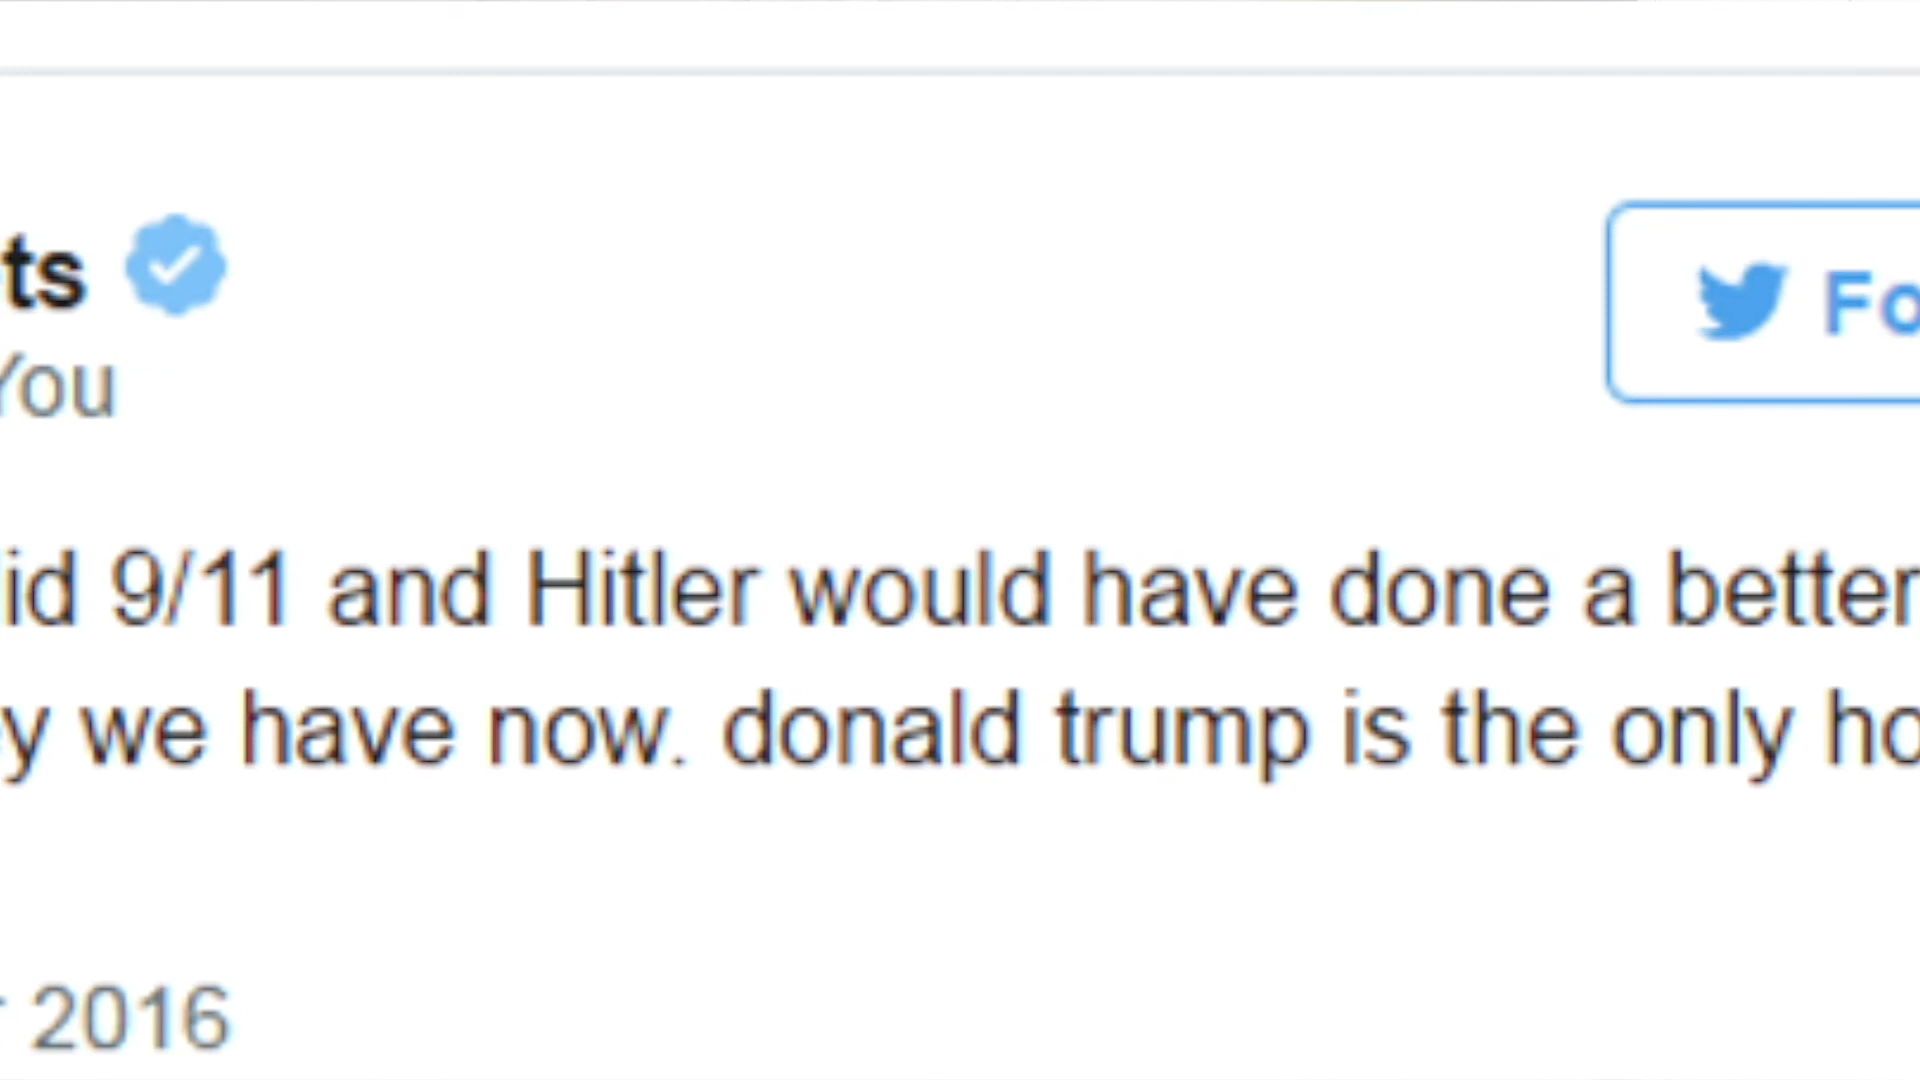 ts
You
id 9/11 and Hitler would have done a better
y we have now. donald trump is the only ho
2016